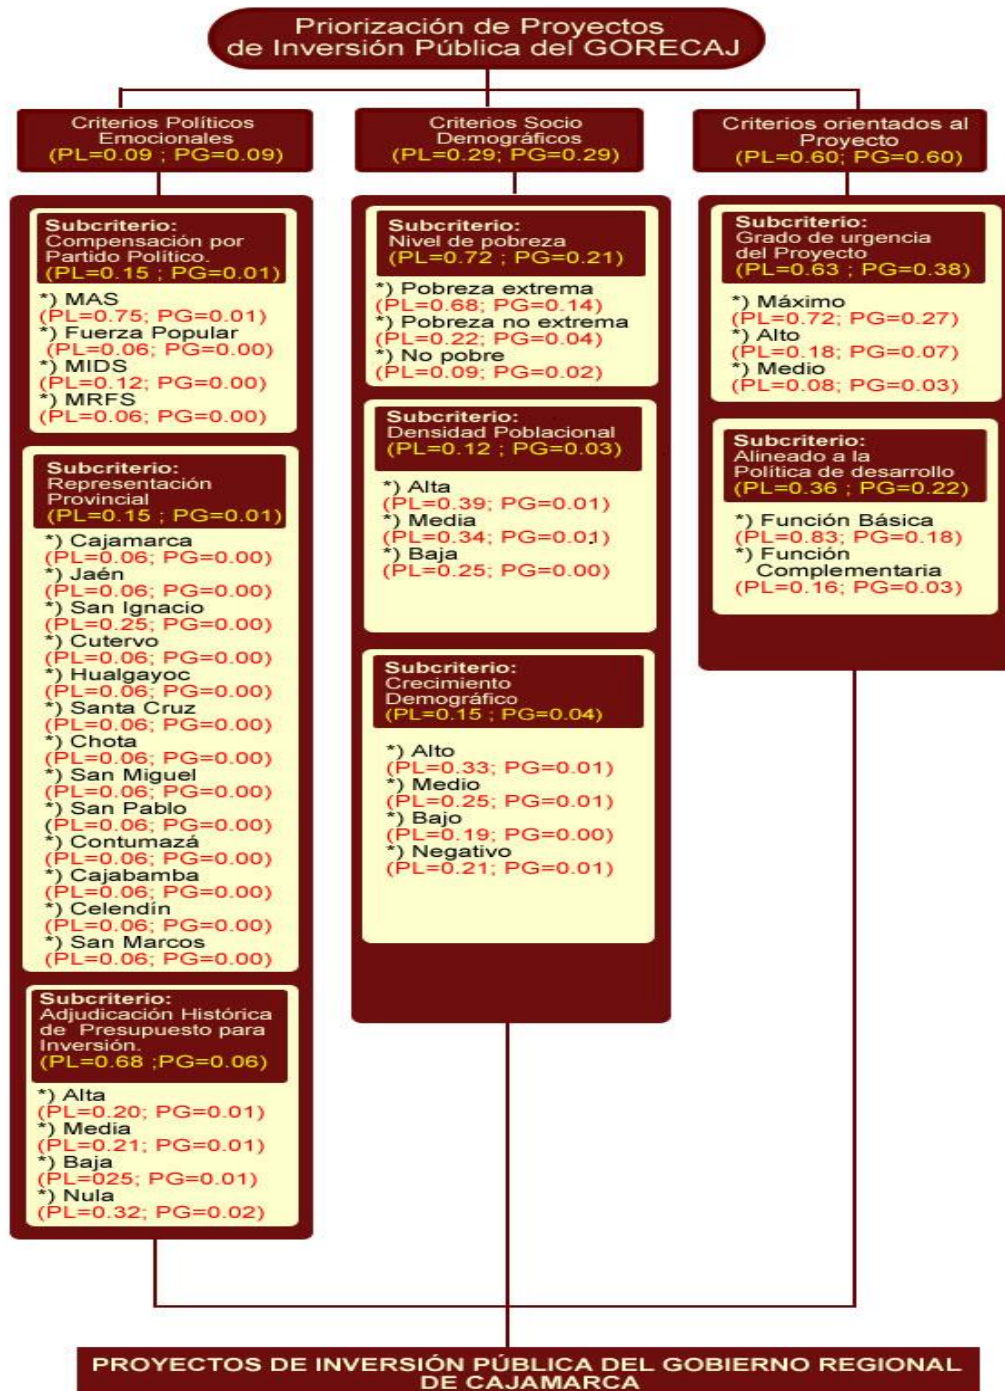 Priorización de Proyectos
de Inversión Pública del GORECAJ
Criterios Políticos
Emocionales
(PL=0.09 ; PG=0.09)
Subcriterio:
Compensación por
Partido Político.
(PL=0.15 ; PG=0.01)
*) MAS
(PL=0.75; PG=0.01)
*) Fuerza Popular
(PL=0.06; PG=0.00)
*) MIDS
(PL=0.12; PG=0.00)
*) MRFS
(PL=0.06; PG=0.00)
Subcriterio:
Representación
Provincial
(PL=0.15 ; PG=0.01)
*) Cajamarca
(PL=0.06; PG=0.00)
*) Jaén
(PL=0.06; PG=0.00)
*) San Ignacio
(PL=0.25; PG=0.00)
*) Cutervo
(PL=0.06; PG=0.00)
*) Hualgayoc
(PL=0.06; PG=0.00)
*) Santa Cruz
(PL=0.06; PG=0.00)
*) Chota
(PL=0.06; PG=0.00)
*) San Miguel
(PL=0.06; PG=0.00)
*) San Pablo
(PL=0.06; PG=0.00)
*) Contumazá
(PL=0.06; PG=0.00)
*) Cajabamba
(PL=0.06; PG=0.00)
*) Celendín
(PL=0.06; PG=0.00)
*) San Marcos
(PL=0.06; PG=0.00)
Subcriterio:
Adjudicación Histórica
de Presupuesto para
Inversión.
(PL=0.68 ;PG=0.06)
*) Alta
(PL=0.20; PG=0.01)
*) Media
(PL=0.21; PG=0.01)
*) Baja
(PL=025; PG=0.01)
*) Nula
(PL=0.32; PG=0.02)
Criterios Socio
Demográficos
(PL=0.29; PG=0.29)
Subcriterio:
Nivel de pobreza
(PL=0.72 ; PG=0.21)
*) Pobreza extrema
(PL=0.68; PG=0.14)
*) Pobreza no extrema
(PL=0.22; PG=0.04)
*) No pobre
(PL=0.09; PG=0.02)
Subcriterio:
Densidad Poblacional
(PL=0.12 ; PG=0.03)
*) Alta
(PL=0.39; PG=0.01)
*) Media
(PL=0.34; PG=0.01)
*) Baja
(PL=0.25; PG=0.00)
Subcriterio:
Crecimiento
Demográfico
(PL=0.15 ; PG=0.04)
*) Alto
(PL=0.33; PG=0.01)
*) Medio
(PL=0.25; PG=0.01)
*) Bajo
(PL=0.19; PG=0.00)
*) Negativo
(PL=0.21; PG=0.01)
Criterios orientados al
Proyecto
(PL=0.60; PG=0.60)
Subcriterio:
Grado de urgencia
del Proyecto
(PL=0.63 ; PG=0.38)
*) Máximo
(PL=0.72; PG=0.27)
*) Alto
(PL=0.18; PG=0.07)
*) Medio
(PL=0.08; PG=0.03)
Subcriterio:
Alineado a la
Política de desarrollo
(PL=0.36 ; PG=0.22)
*) Función Básica
(PL=0.83; PG=0.18)
*) Función
Complementaria
(PL=0.16; PG=0.03)
PROYECTOS DE INVERSIÓN PÚBLICA DEL GOBIERNO REGIONAL
DE CAJAMARCA